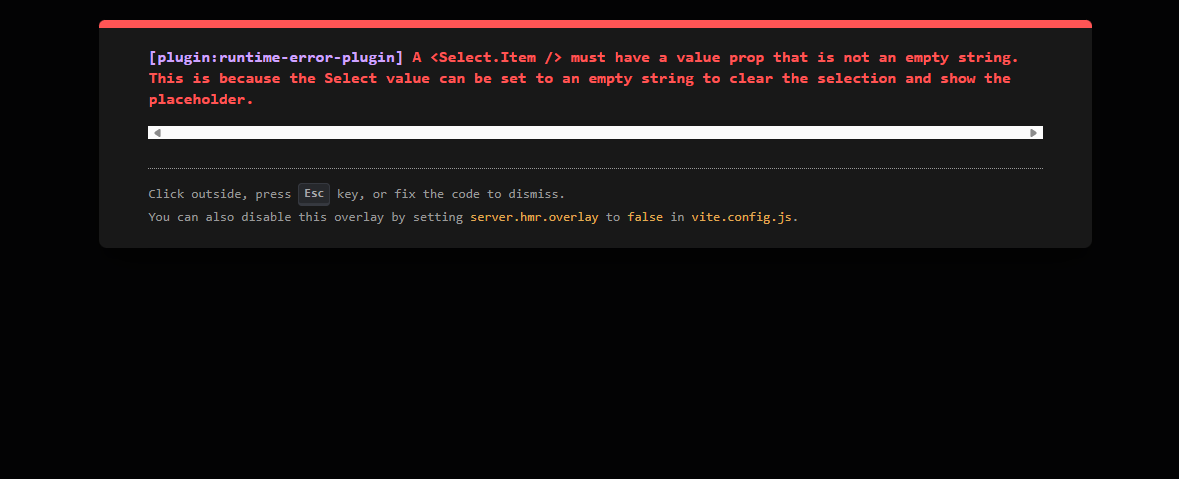 [plugin:runtime-error-plugin] A <Select.Item /> must have a value prop that is not an empty string.
This is because the Select value can be set to an empty string to clear the selection and show the
placeholder.
Click outside, press Esc key, or fix the code to dismiss.
You can also disable this overlay by setting server.hmr.overlay to false in vite.config.js.